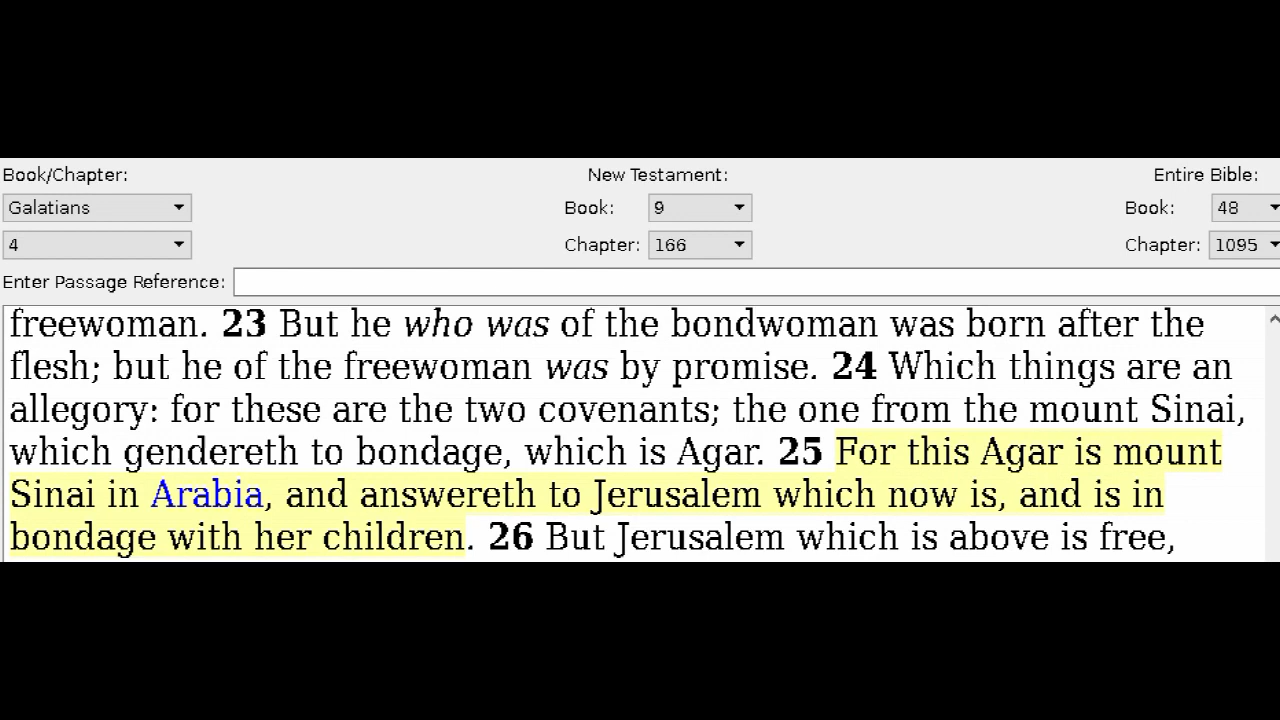 Book/Chapter:
New Testament:
Entire Bible:
Galatians
Book:
9
Book:
48
4
Chapter:
166
Chapter:
1095
Enter Passage Reference:
freewoman. 23 But he who was of the bondwoman was born after the
flesh; but he of the freewoman was by promise. 24 Which things are an
allegory: for these are the two covenants; the one from the mount Sinai,
which gendereth to bondage, which is Agar. 25 For this Agar is mount
Sinai in Arabia, and answereth to Jerusalem which now is, and is in
bondage with her children. 26 But Jerusalem which is above is free,